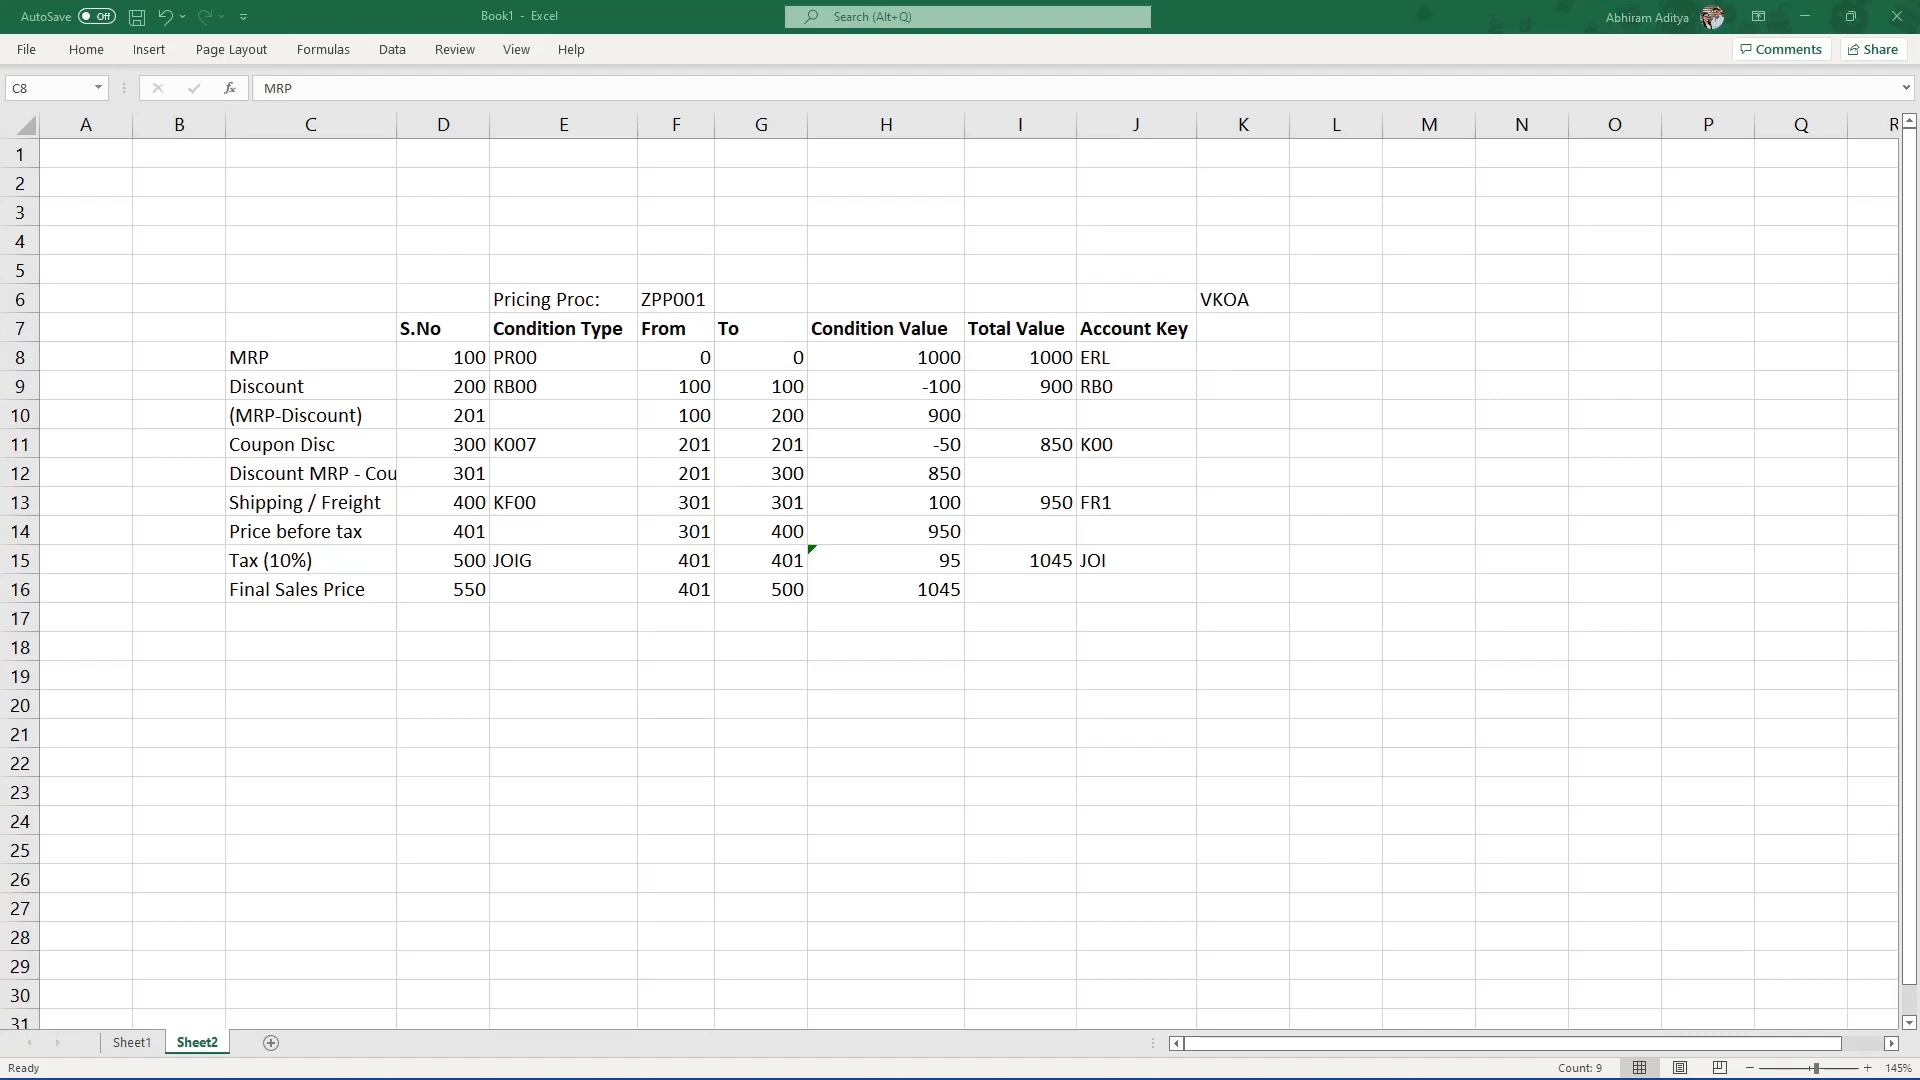 AutoSave Off Book1 - Excel Search (Alt+Q) Abhiram Aditya
File Home Insert Page Layout Formulas Data Review View Help Comments Share
C8 fx MRP
A B C D E F G H I J K L M N O P Q R
1
2
3
4
5
6 Pricing Proc: ZPP001 VKOA
7 S.No Condition Type From To Condition Value Total Value Account Key
8 MRP 100 PR00 0 0 1000 1000 ERL
9 Discount 200 RB00 100 100 -100 900 RB0
10 (MRP-Discount) 201 100 200 900
11 Coupon Disc 300 K007 201 201 -50 850 K00
12 Discount MRP - Cou 301 201 300 850
13 Shipping / Freight 400 KF00 301 301 100 950 FR1
14 Price before tax 401 301 400 950
15 Tax (10%) 500 JOIG 401 401 95 1045 JOI
16 Final Sales Price 550 401 500 1045
17
18
19
20
21
22
23
24
25
26
27
28
29
30
31
Sheet1 Sheet2
Ready Count: 9 145%